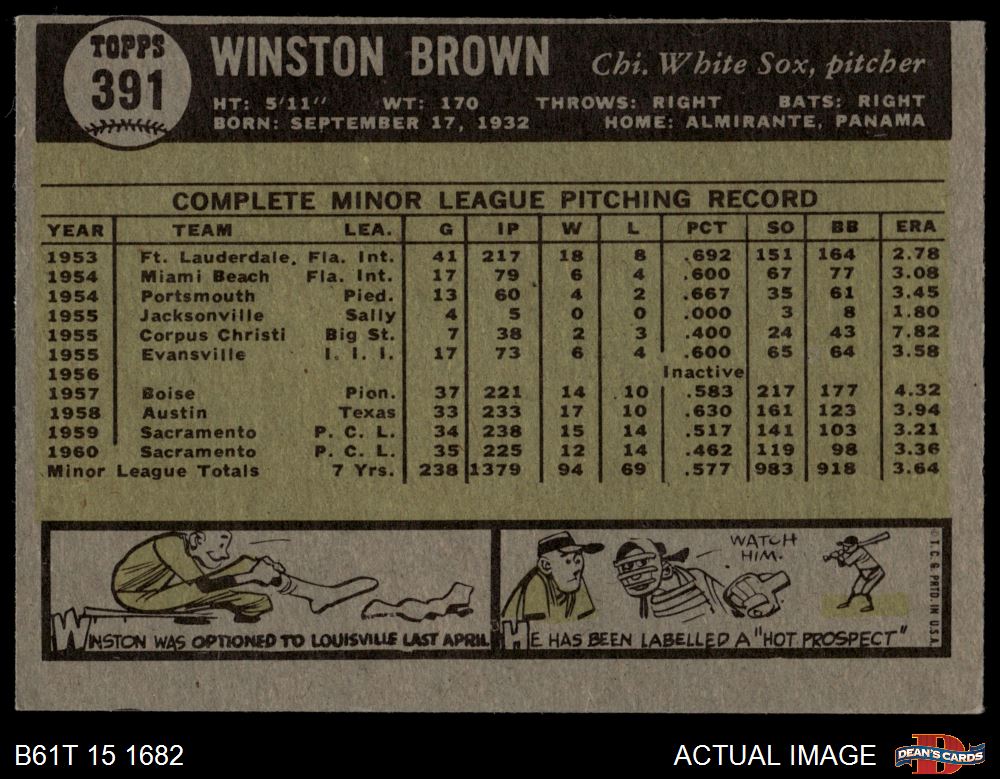 TOPPS
391
WINSTON BROWN Chi. White Sox, pitcher
HT: 5'11" WT: 170 THROWS: RIGHT BATS: RIGHT
BORN: SEPTEMBER 17, 1932 HOME: ALMIRANTE, PANAMA
COMPLETE MINOR LEAGUE PITCHING RECORD
YEAR TEAM LEA. G IP W L PCT SO BB ERA
1953 Ft. Lauderdale. Fla. Int. 41 217 18 8 .692 151 164 2.78
1954 Miami Beach Fla. Int. 17 79 6 4 .600 67 77 3.08
1954 Portsmouth Pied. 13 60 4 2 .667 35 61 3.45
1955 Jacksonville Sally 4 5 0 0 .000 3 8 1.80
1955 Corpus Christi Big St. 7 38 2 3 .400 24 43 7.82
1955 Evansville I. I. I. 17 73 6 4 .600 65 64 3.58
1956 Inactive
1957 Boise Pion. 37 221 14 10 .583 217 177 4.32
1958 Austin Texas 33 233 17 10 .630 161 123 3.94
1959 Sacramento P. C. L. 34 238 15 14 .517 141 103 3.21
1960 Sacramento P. C. L. 35 225 12 14 .462 119 98 3.36
Minor League Totals 7 Yrs. 238 1379 94 69 .577 983 918 3.64
WATCH
HIM.
WINSTON WAS OPTIONED TO LOUISVILLE LAST APRIL
HE HAS BEEN LABELLED A "HOT PROSPECT"
© T. C. G. PRTD. IN U.S.A.
B61T 15 1682 ACTUAL IMAGE
DEAN'S CARDS